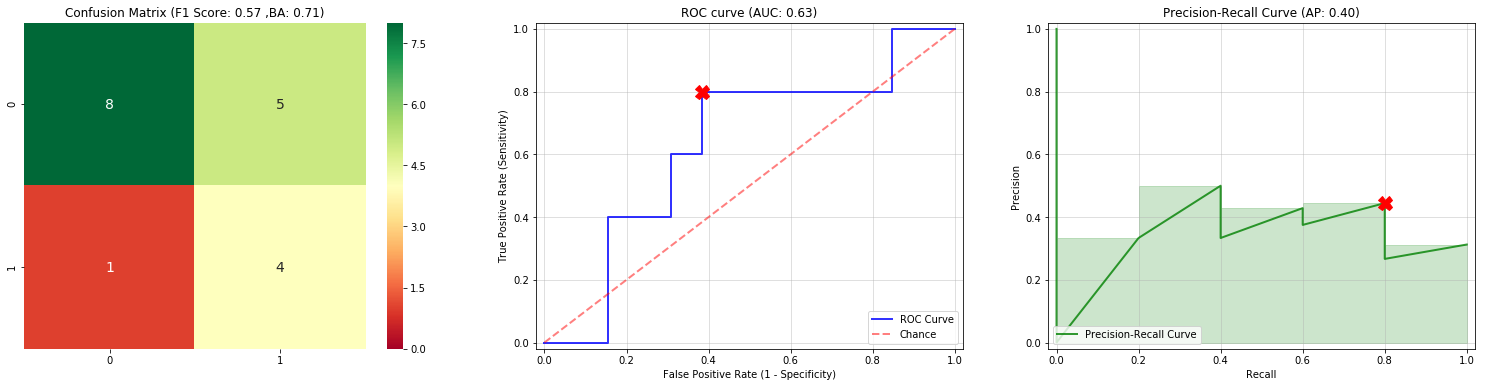 Confusion Matrix (F1 Score: 0.57 ,BA: 0.71)
0
1
8
5
1
4
0
1
7.5
6.0
4.5
3.0
1.5
0.0
ROC curve (AUC: 0.63)
True Positive Rate (Sensitivity)
1.0
0.8
0.6
0.4
0.2
0.0
ROC Curve
Chance
0.0 0.2 0.4 0.6 0.8 1.0
False Positive Rate (1 - Specificity)
Precision-Recall Curve (AP: 0.40)
Precision
1.0
0.8
0.6
0.4
0.2
0.0
Precision-Recall Curve
0.0 0.2 0.4 0.6 0.8 1.0
Recall